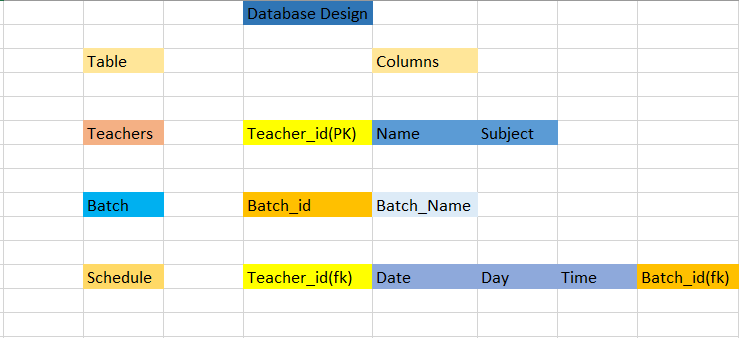 Database Design
Table Columns
Teachers Teacher_id(PK) Name Subject
Batch Batch_id Batch_Name
Schedule Teacher_id(fk) Date Day Time Batch_id(fk)